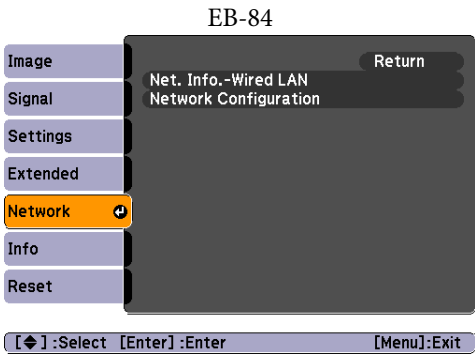 EB-84
Image
Signal
Settings
Extended
Network
Info
Reset
Return
Net. Info.-Wired LAN
Network Configuration
[◆] :Select [Enter] :Enter [Menu]:Exit